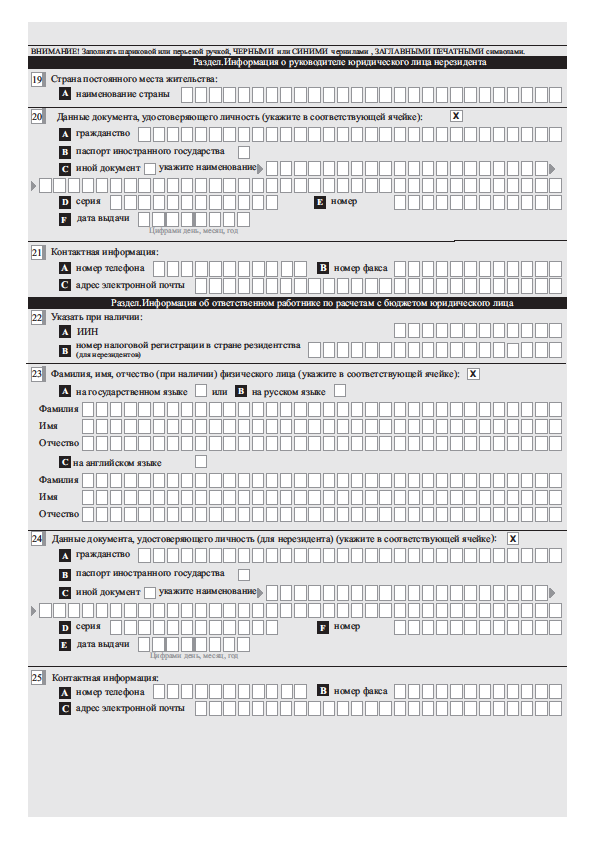 ВНИМАНИЕ! Заполнять шариковой или перьевой ручкой, ЧЕРНЫМИ или СИНИМИ чернилами , ЗАГЛАВНЫМИ ПЕЧАТНЫМИ символами.
Раздел.Информация о руководителе юридического лица нерезидента
19 Страна постоянного места жительства:
A наименование страны
20 Данные документа, удостоверяющего личность (укажите в соответствующей ячейке): X
A гражданство
B паспорт иностранного государства
C иной документ укажите наименование
D серия E номер
F дата выдачи
Цифрами день, месяц, год
21 Контактная информация:
A номер телефона B номер факса
C адрес электронной почты
Раздел.Информация об ответственном работнике по расчетам с бюджетом юридического лица
22 Указать при наличии:
A ИИН
B номер налоговой регистрации в стране резидентства
(для нерезидентов)
23 Фамилия, имя, отчество (при наличии) физического лица (укажите в соответствующей ячейке): X
A на государственном языке или B на русском языке
Фамилия
Имя
Отчество
C на английском языке
Фамилия
Имя
Отчество
24 Данные документа, удостоверяющего личность (для нерезидента) (укажите в соответствующей ячейке): X
A гражданство
B паспорт иностранного государства
C иной документ укажите наименование
D серия F номер
E дата выдачи
Цифрами день, месяц, год
25 Контактная информация:
A номер телефона B номер факса
C адрес электронной почты